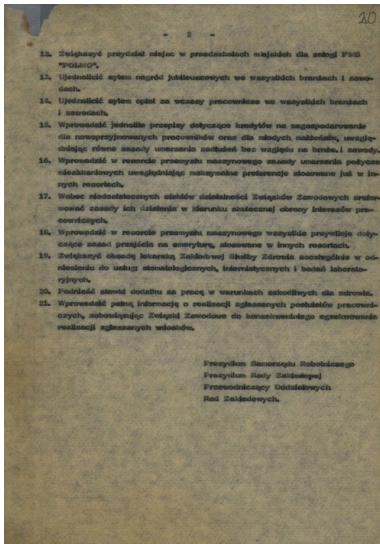 20
- 2 -
12. Zwiększyć przydział miejsc w przedszkolach miejskich dla załogi FMB
"POLMO".
13. Ujednolicić system nagród jubileuszowych we wszystkich branżach i zawo-
dach.
14. Ujednolicić system opłat za wczasy pracownicze we wszystkich branżach
i zawodach.
15. Wprowadzić jednolite przepisy dotyczące kredytów na zagospodarowanie
dla nowoprzyjmowanych pracowników oraz dla młodych małżeństw, uwzglę-
dniając równe zasady umarzania zadłużeń bez względu na branże i zawody.
16. Wprowadzić w resorcie przemysłu maszynowego zasady umarzania pożyczek
mieszkaniowych uwzględniając maksymalne preferencje stosowane już w in-
nych resortach.
17. Wobec niedostatecznych efektów działalności Związków Zawodowych
zasady ich działania w kierunku skutecznej obrony interesów pra-
cowniczych.
18. Wprowadzić w resorcie przemysłu maszynowego wszystkie przywileje doty-
czące zasad przejścia na emeryturę, stosowane w innych resortach.
19. Zwiększyć obsadę lekarską Zakładowej Służby Zdrowia szczególnie w od-
niesieniu do usług stomatologicznych, internistycznych i badań laborato-
ryjnych.
20. Podnieść stawki dodatku za pracę w warunkach szkodliwych dla zdrowia.
21. Wprowadzić pełną informację o realizacji zgłaszanych postulatów pracowni-
czych, zobowiązując Związki Zawodowe do konsekwentnego egzekwowania
realizacji zgłaszanych wniosków.
Prezydium Samorządu Robotniczego
Prezydium Rady Zakładowej
Przewodniczący Oddziałowych
Rad Zakładowych.